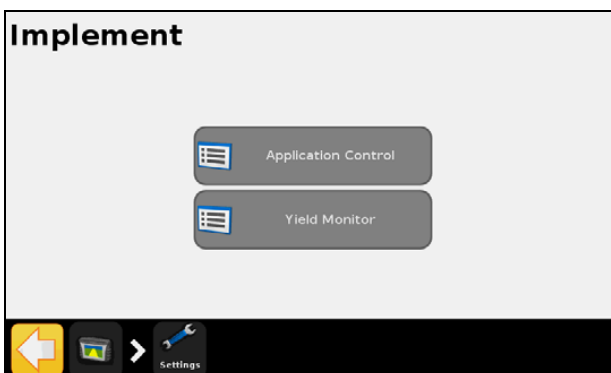 Implement
Application Control
Yield Monitor
Settings